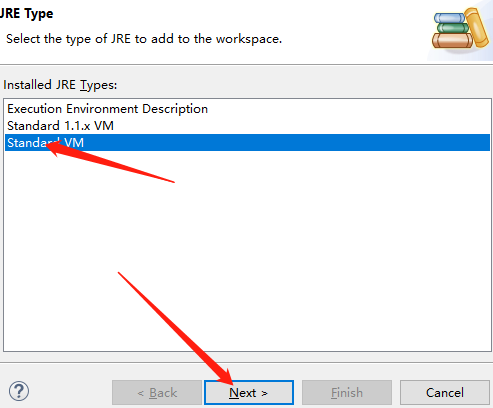 JRE Type
Select the type of JRE to add to the workspace.
Installed JRE Types:
Execution Environment Description
Standard 1.1.x VM
Standard VM
?
< Back
Next >
Finish
Cancel